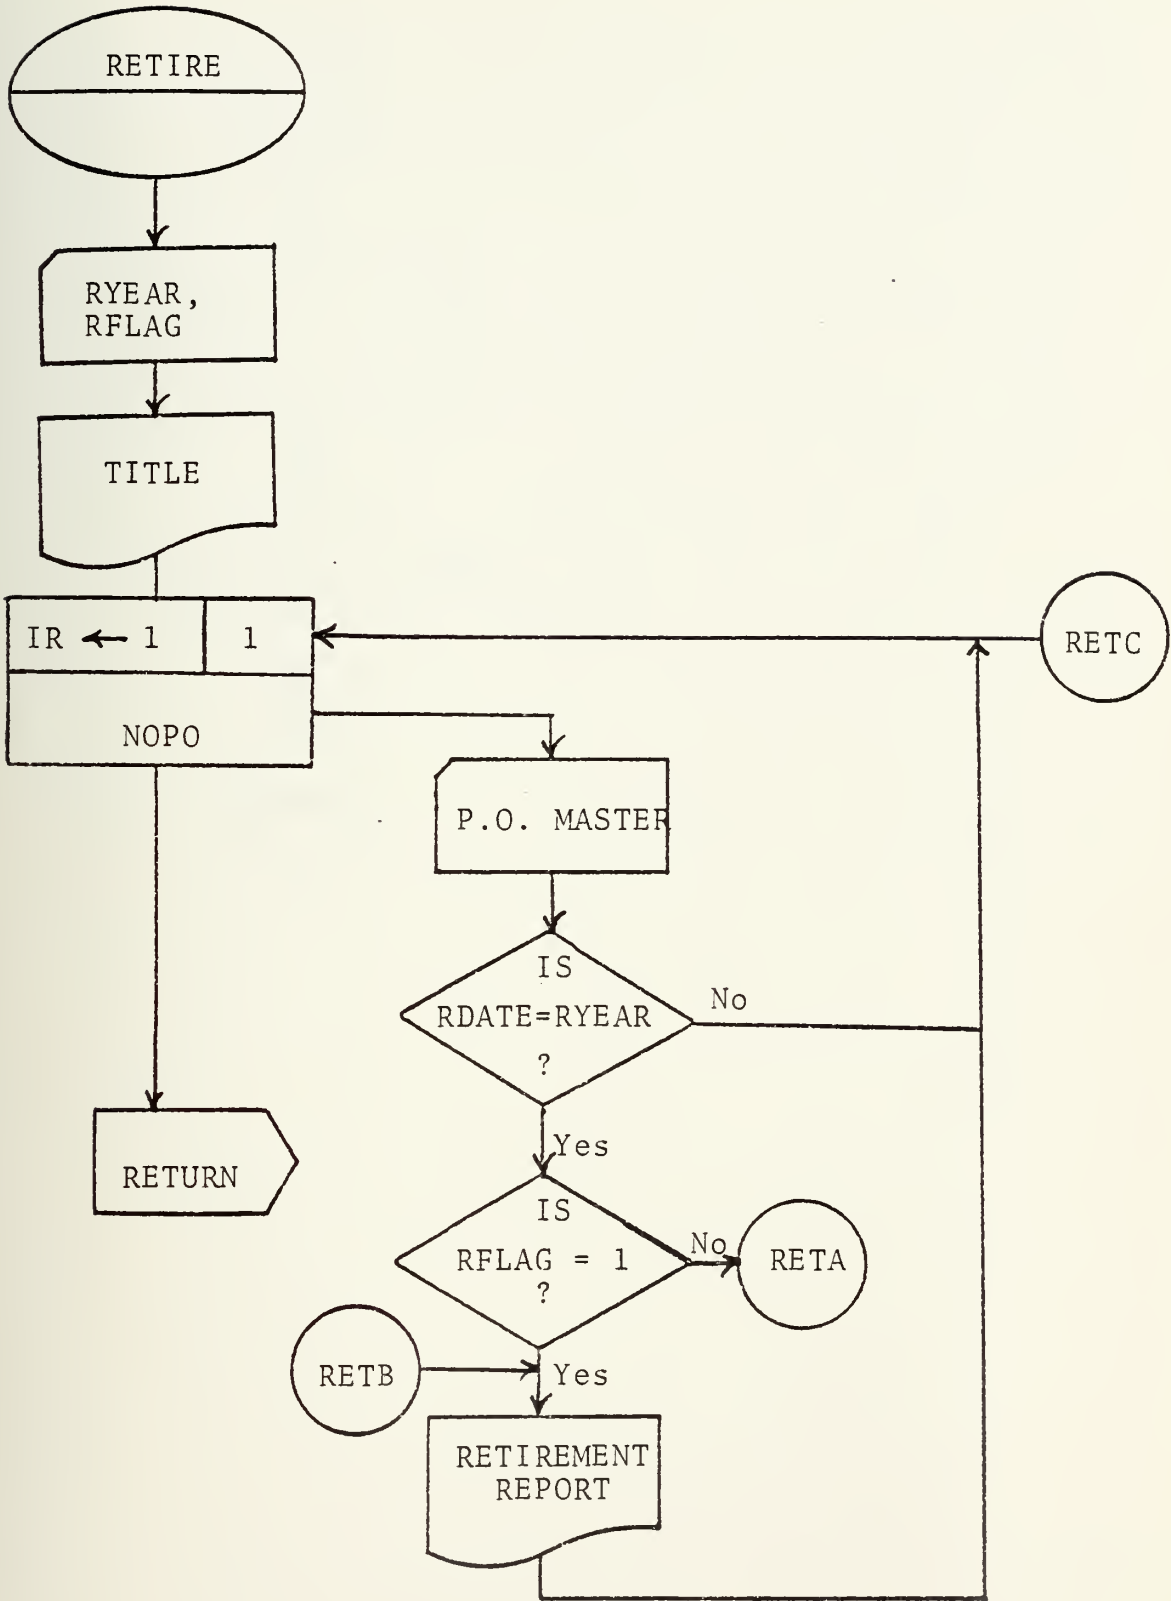 RETIRE
RYEAR,
RFLAG
TITLE
IR ← 1
1
RETC
NOPO
P.O. MASTER
IS
RDATE=RYEAR
?
No
Yes
RETURN
IS
RFLAG = 1
?
No
RETA
RETB
Yes
RETIREMENT
REPORT